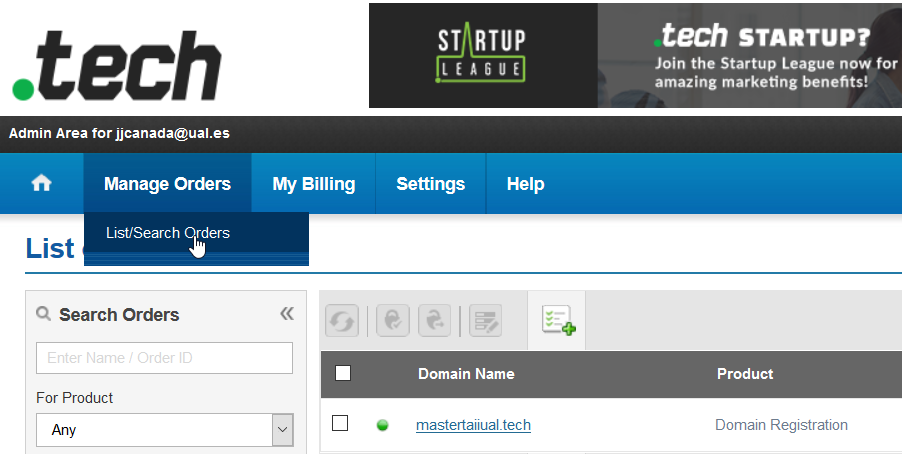 .tech
STARTUP
LEAGUE
.tech STARTUP?
Join the Startup League now for
amazing marketing benefits!
Admin Area for jjcanada@ual.es
Manage Orders
My Billing
Settings
Help
List/Search Orders
List
Search Orders
Enter Name / Order ID
For Product
Any
Domain Name
Product
mastertaiiual.tech
Domain Registration